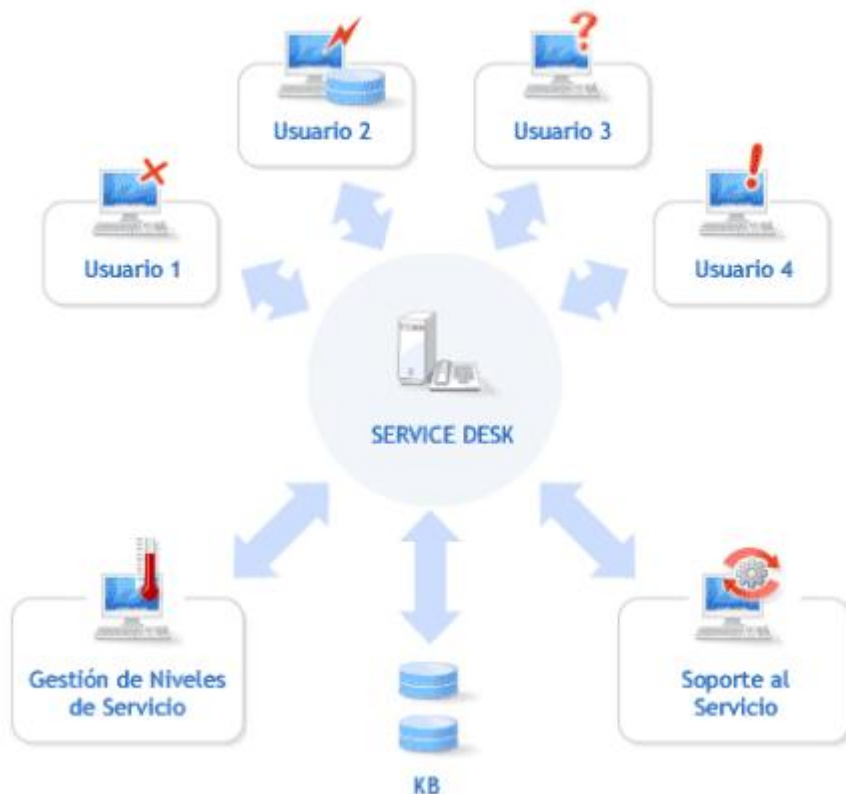 Usuario 2
Usuario 3
Usuario 1
Usuario 4
SERVICE DESK
Gestión de Niveles
de Servicio
Soporte al
Servicio
KB